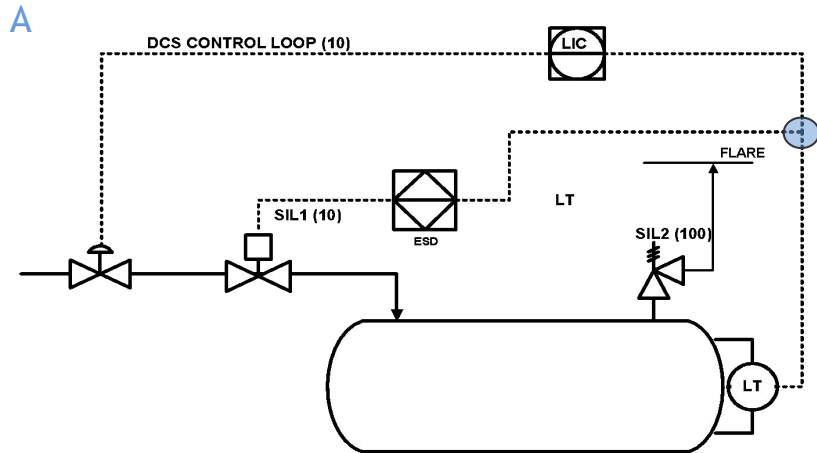 A
DCS CONTROL LOOP (10)
LIC
FLARE
LT
SIL1 (10)
ESD
SIL2 (100)
LT